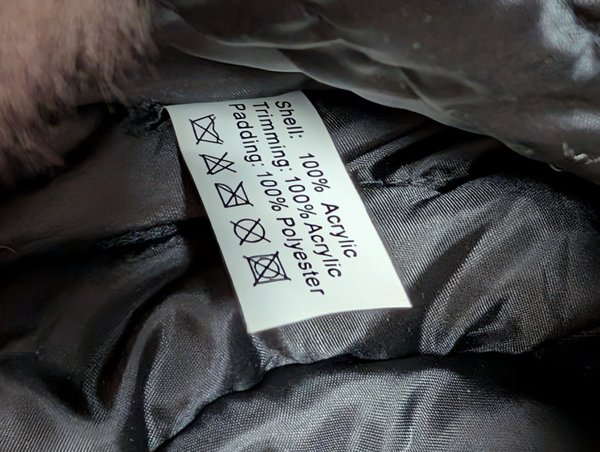 Shell: 100% Acrylic
Trimming: 100% Acrylic
Padding: 100% Polyester